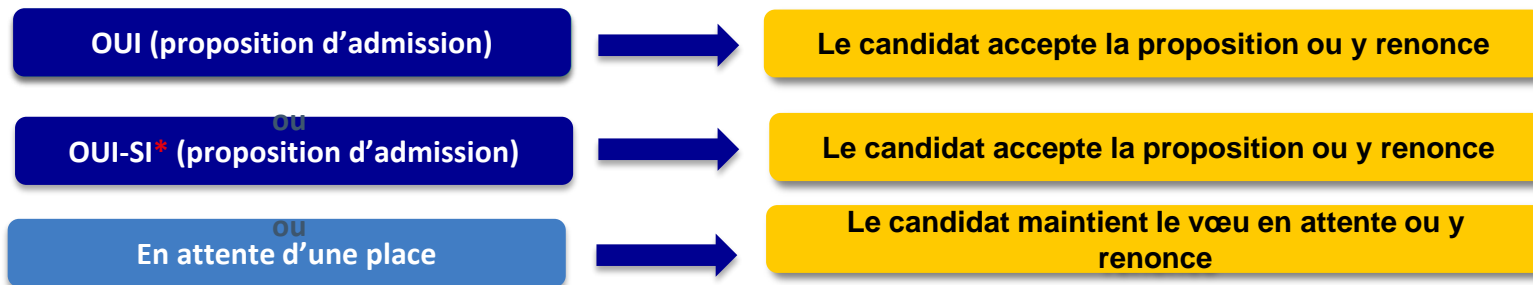 OUI (proposition d’admission)
Le candidat accepte la proposition ou y renonce
ou
OUI-SI* (proposition d’admission)
Le candidat accepte la proposition ou y renonce
ou
En attente d’une place
Le candidat maintient le vœu en attente ou y
renonce